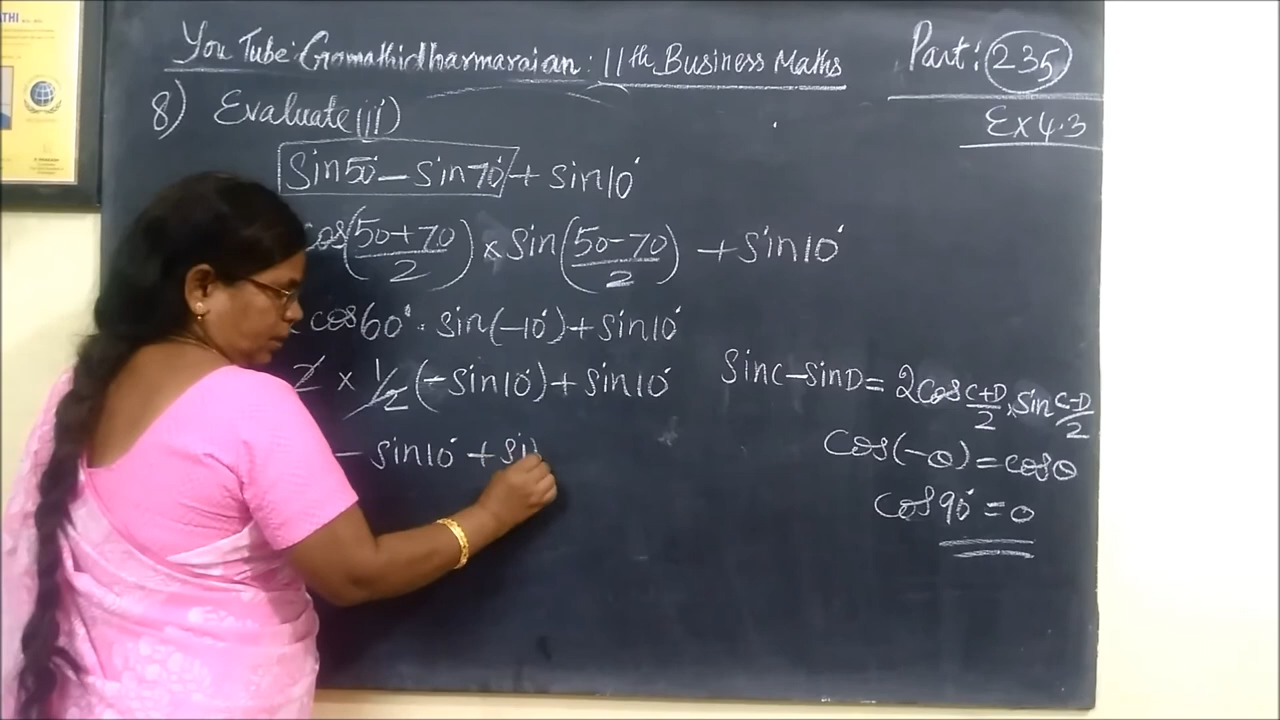 THI
You Tube: Gomathidharmarajan: 11th Business Maths
Part: 235
Ex 4.3
8) Evaluate (ii)
Sin50° - Sin70° + Sin10°
cos(50+70/2) × Sin(50-70/2) + Sin10°
cos60° · Sin(-10°) + Sin10°
2 × 1/2 (-Sin10°) + Sin10°
- Sin10° + Si
SinC - SinD = 2cos C+D/2 · Sin C-D/2
Cos(-θ) = cosθ
Cos90° = 0